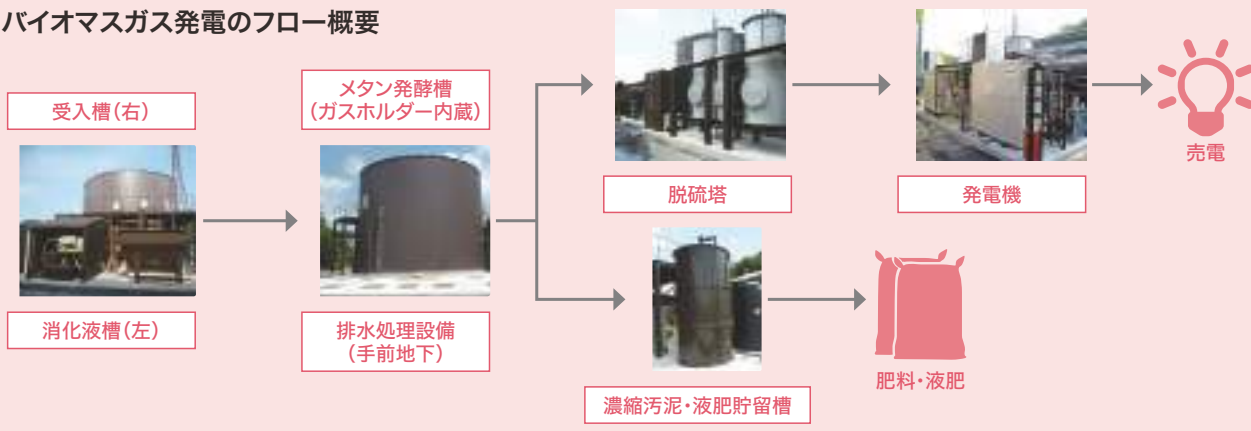 バイオマスガス発電のフロー概要
受入槽(右)
消化液槽(左)
メタン発酵槽
(ガスホルダー内蔵)
排水処理設備
(手前地下)
脱硫塔
発電機
売電
濃縮汚泥・液肥貯留槽
肥料・液肥